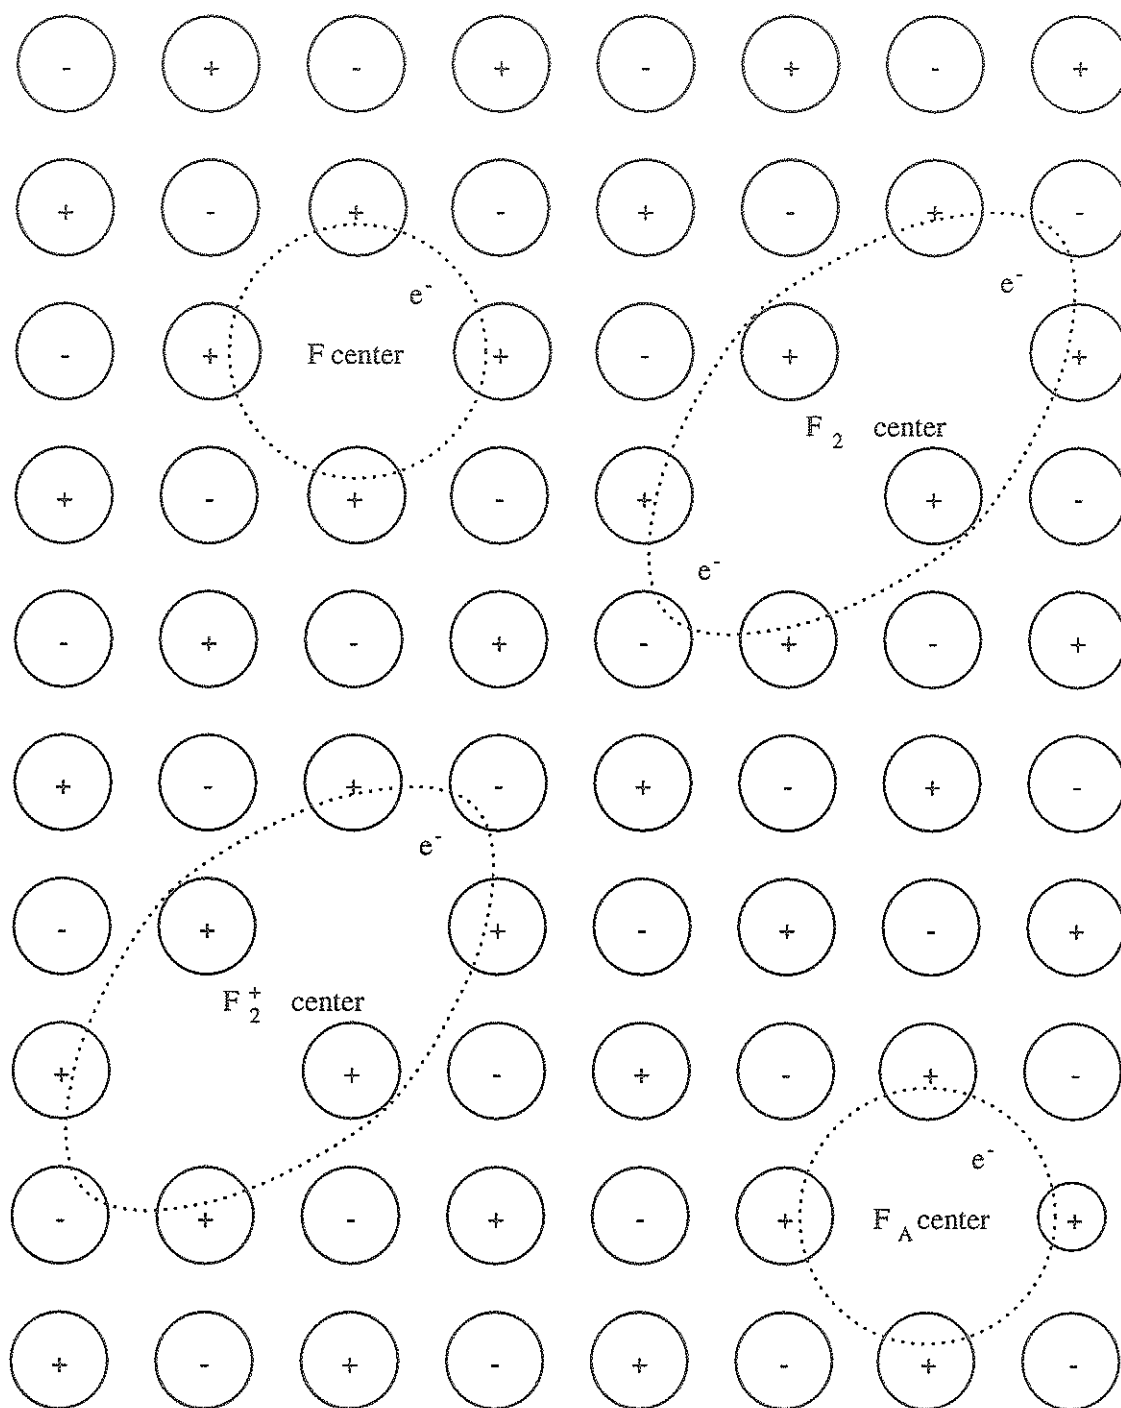 - + - + - + - +
+ - + - + - + -
e⁻ e⁻
- + F center + - + +
F₂ center
+ - + - + + -
e⁻
- + - + - + - +
+ - + - + - + -
e⁻
- + + - + - +
F₂⁺ center
+ + - + - + -
e⁻
- + - + - + F_A center +
+ - + - + - + -